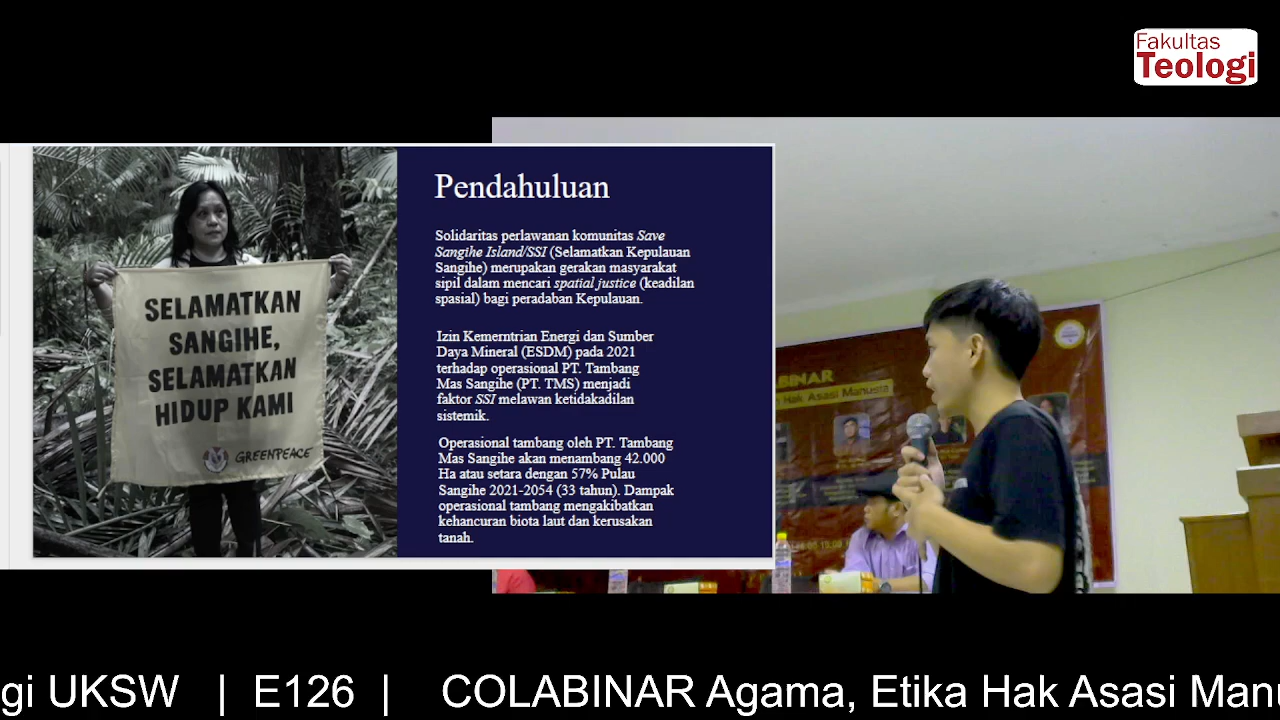 Fakultas
Teologi
Pendahuluan
Solidaritas perlawanan komunitas Save
Sangihe Island/SSI (Selamatkan Kepulauan
Sangihe) merupakan gerakan masyarakat
sipil dalam mencari spatial justice (keadilan
spasial) bagi peradaban Kepulauan.
Izin Kemerntrian Energi dan Sumber
Daya Mineral (ESDM) pada 2021
terhadap operasional PT. Tambang
Mas Sangihe (PT. TMS) menjadi
faktor SSI melawan ketidakadilan
sistemik.
Operasional tambang oleh PT. Tambang
Mas Sangihe akan menambang 42.000
Ha atau setara dengan 57% Pulau
Sangihe 2021-2054 (33 tahun). Dampak
operasional tambang mengakibatkan
kehancuran biota laut dan kerusakan
tanah.
SELAMATKAN
SANGIHE,
SELAMATKAN
HIDUP KAMI
GREENPEACE
ABINAR
Hak Asasi Manusia
gi UKSW | E126 | COLABINAR Agama, Etika Hak Asasi Man